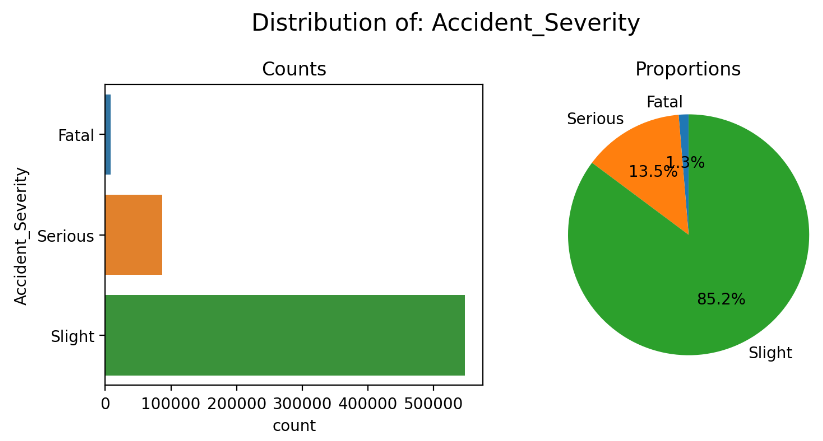 Distribution of: Accident_Severity
Counts
Accident_Severity
Fatal
Serious
Slight
0 100000 200000 300000 400000 500000
count
Proportions
Fatal
Serious
1.3%
13.5%
85.2%
Slight